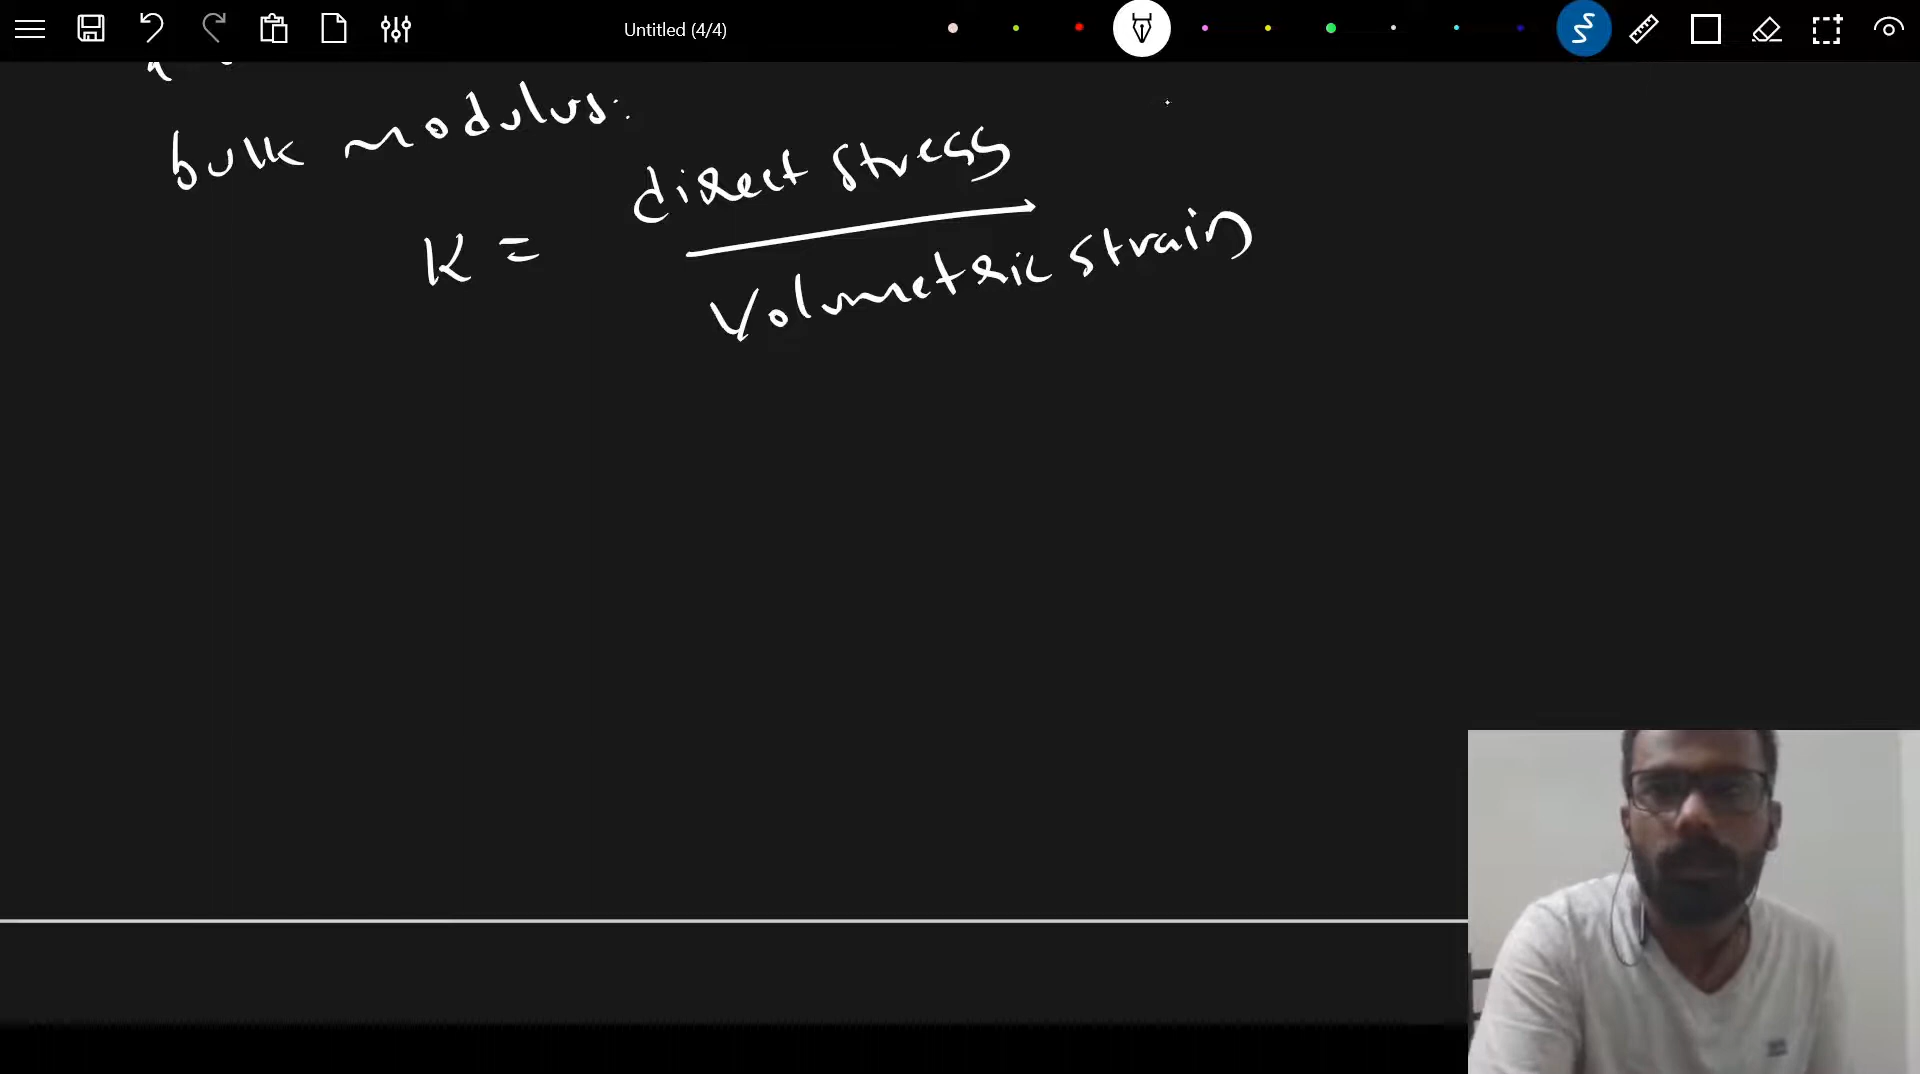 Untitled (4/4)
bulk modulus:
direct stress
K =
Volumetric strain